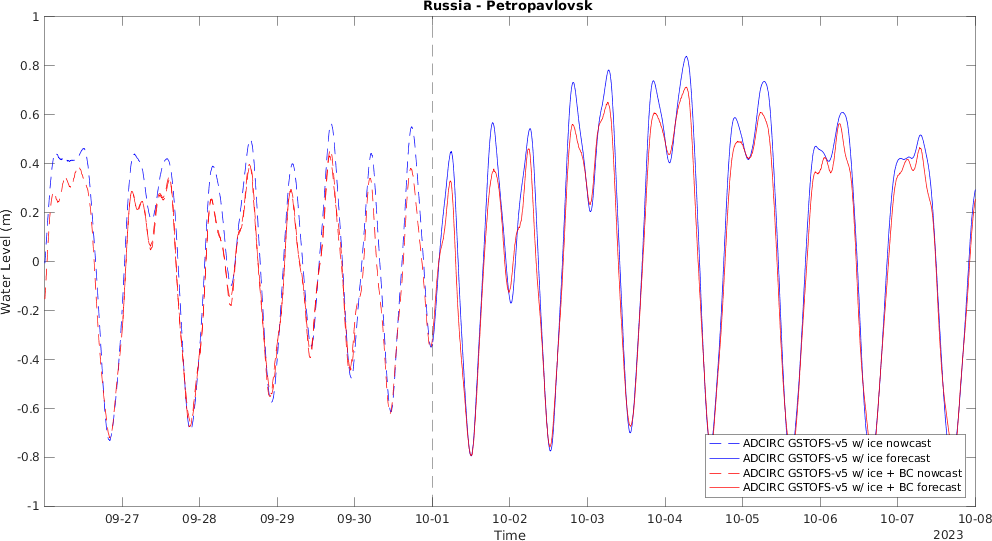 Russia - Petropavlovsk
1
0.8
0.6
0.4
0.2
0
-0.2
-0.4
-0.6
-0.8
-1
Water Level (m)
09-27 09-28 09-29 09-30 10-01 10-02 10-03 10-04 10-05 10-06 10-07 10-08
Time
2023
ADCIRC GSTOFS-v5 w/ ice nowcast
ADCIRC GSTOFS-v5 w/ ice forecast
ADCIRC GSTOFS-v5 w/ ice + BC nowcast
ADCIRC GSTOFS-v5 w/ ice + BC forecast